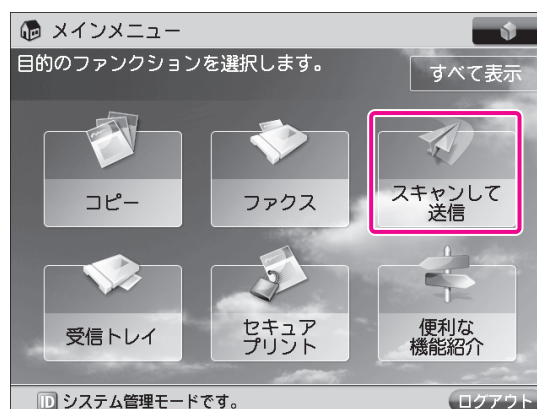 メインメニュー
目的のファンクションを選択します。
すべて表示
コピー
ファクス
スキャンして
送信
受信トレイ
セキュア
プリント
便利な
機能紹介
ID システム管理モードです。
ログアウト